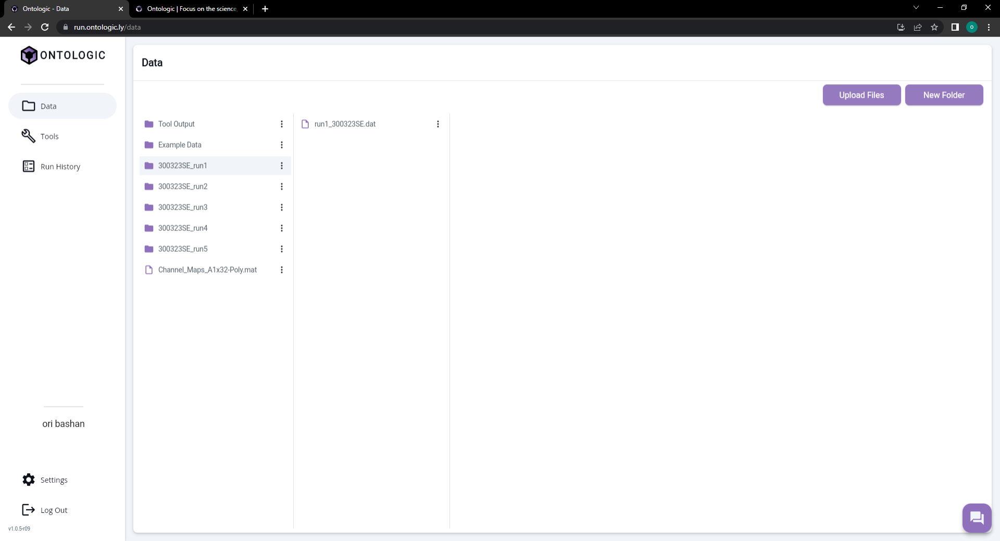 Ontologic - Data
Ontologic | Focus on the science,
run.ontologic.ly/data
ONTOLOGIC
Data
Tools
Run History
ori bashan
Settings
Log Out
v1.0.5-r09
Data
Upload Files
New Folder
Tool Output
Example Data
300323SE_run1
300323SE_run2
300323SE_run3
300323SE_run4
300323SE_run5
Channel_Maps_A1x32-Poly.mat
run1_300323SE.dat
o